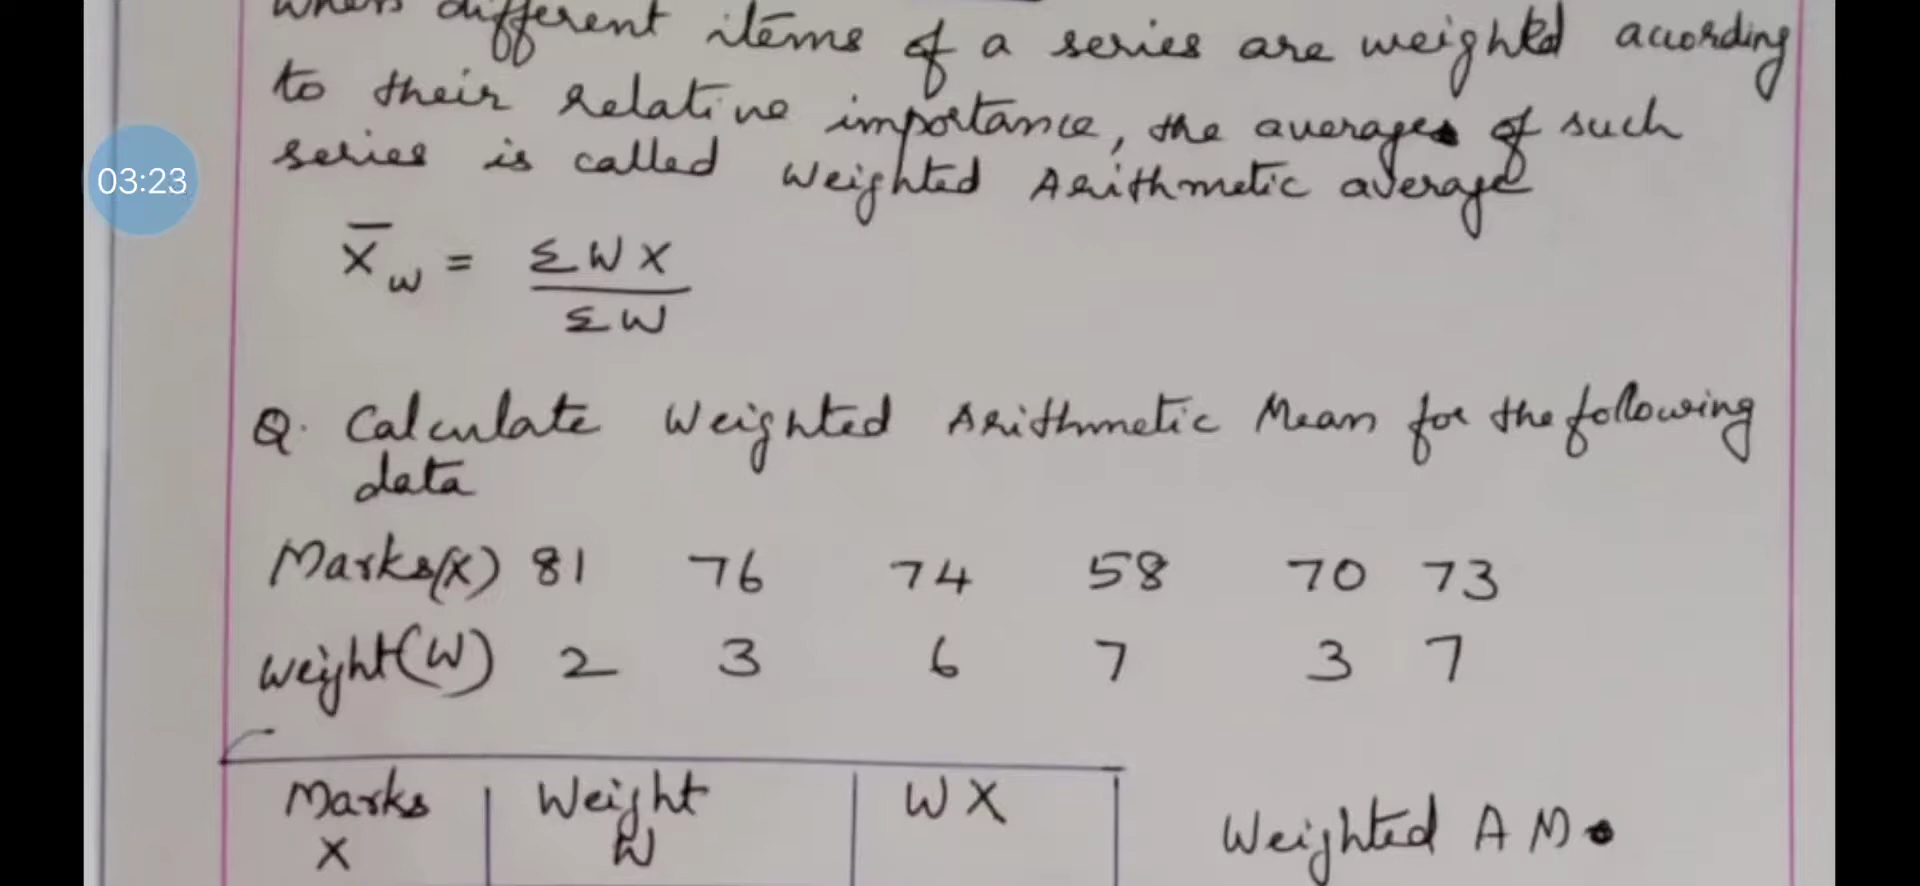 When different items of a series are weighted according
to their relative importance, the average of such
series is called Weighted Arithmetic average
03:23
X̄w = ΣWX / ΣW
Q. Calculate Weighted Arithmetic Mean for the following
data
Marks(X) 81 76 74 58 70 73
Weight(W) 2 3 6 7 3 7
Marks X | Weight W | WX
Weighted AM